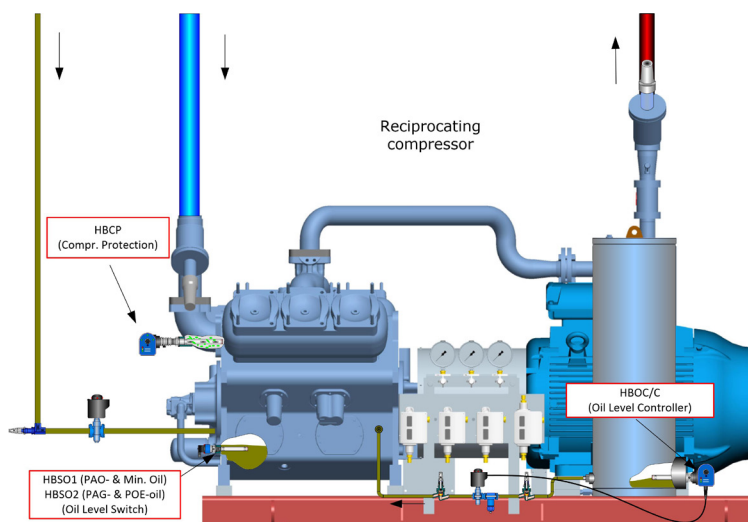 Reciprocating
compressor
HBCP
(Compr. Protection)
HBOC/C
(Oil Level Controller)
HBSO1 (PAO- & Min. Oil)
HBSO2 (PAG- & POE-oil)
(Oil Level Switch)